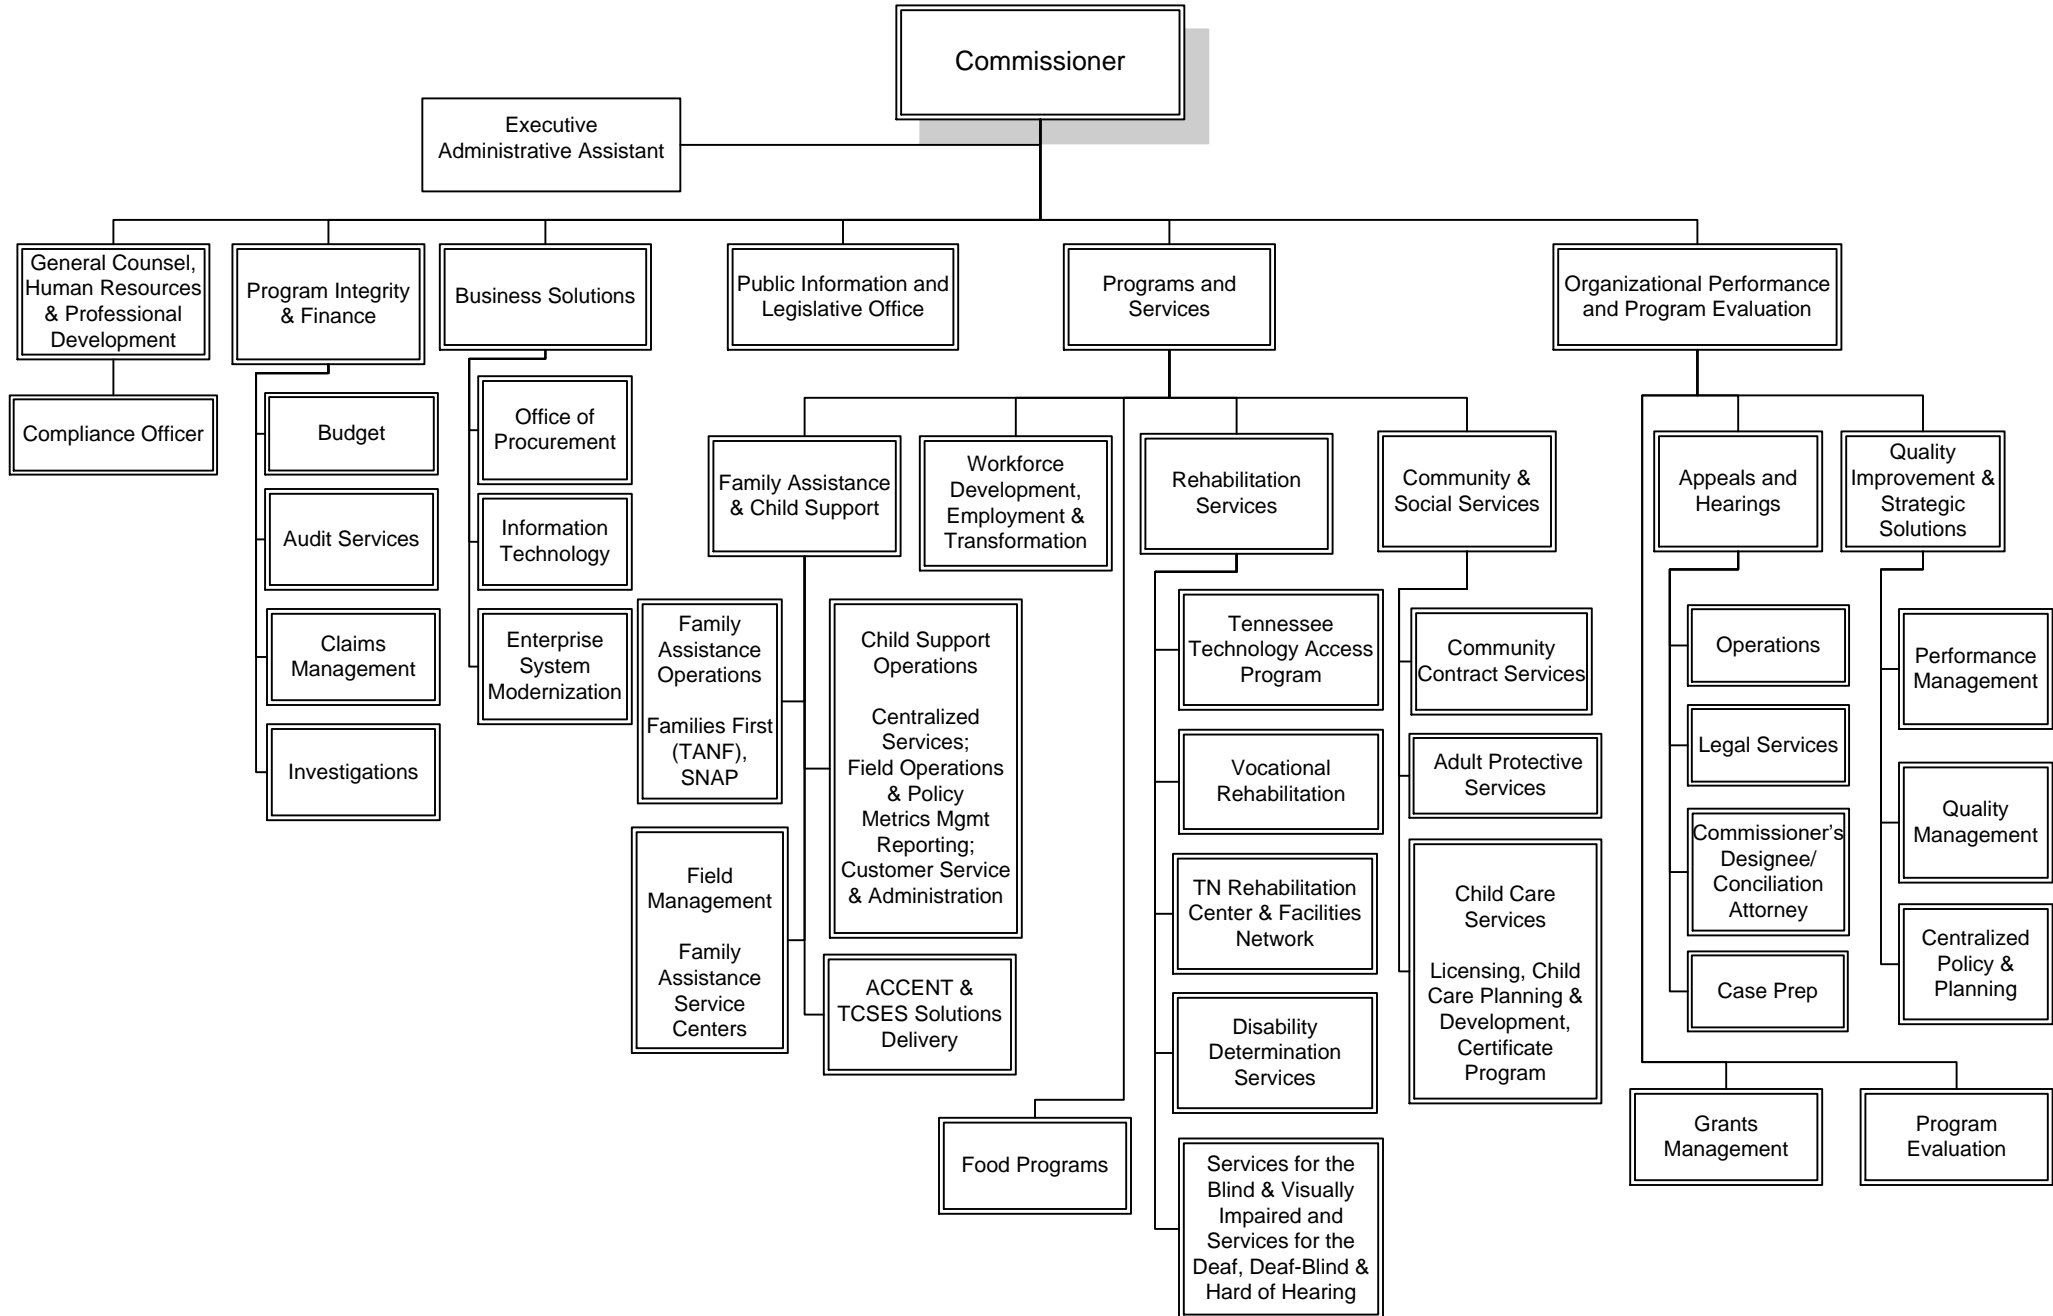 Commissioner
Executive
Administrative Assistant
General Counsel,
Human Resources
& Professional
Development
Program Integrity
& Finance
Business Solutions
Public Information and
Legislative Office
Programs and
Services
Organizational Performance
and Program Evaluation
Compliance Officer
Budget
Audit Services
Claims
Management
Investigations
Office of
Procurement
Information
Technology
Enterprise
System
Modernization
Family Assistance
& Child Support
Workforce
Development,
Employment &
Transformation
Rehabilitation
Services
Community &
Social Services
Appeals and
Hearings
Quality
Improvement &
Strategic
Solutions
Family
Assistance
Operations
Families First
(TANF),
SNAP
Field
Management
Family
Assistance
Service
Centers
Child Support
Operations
Centralized
Services;
Field Operations
& Policy
Metrics Mgmt
Reporting;
Customer Service
& Administration
ACCENT &
TCSES Solutions
Delivery
Food Programs
Tennessee
Technology Access
Program
Vocational
Rehabilitation
TN Rehabilitation
Center & Facilities
Network
Disability
Determination
Services
Services for the
Blind & Visually
Impaired and
Services for the
Deaf, Deaf-Blind &
Hard of Hearing
Community
Contract Services
Adult Protective
Services
Child Care
Services
Licensing, Child
Care Planning &
Development,
Certificate
Program
Operations
Legal Services
Commissioner’s
Designee/
Conciliation
Attorney
Case Prep
Performance
Management
Quality
Management
Centralized
Policy &
Planning
Grants
Management
Program
Evaluation